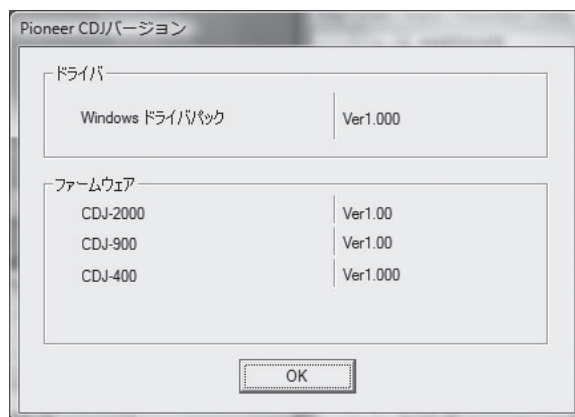 Pioneer CDJバージョン
ドライバ
Windows ドライバパック Ver1.000
ファームウェア
CDJ-2000 Ver1.00
CDJ-900 Ver1.00
CDJ-400 Ver1.000
OK